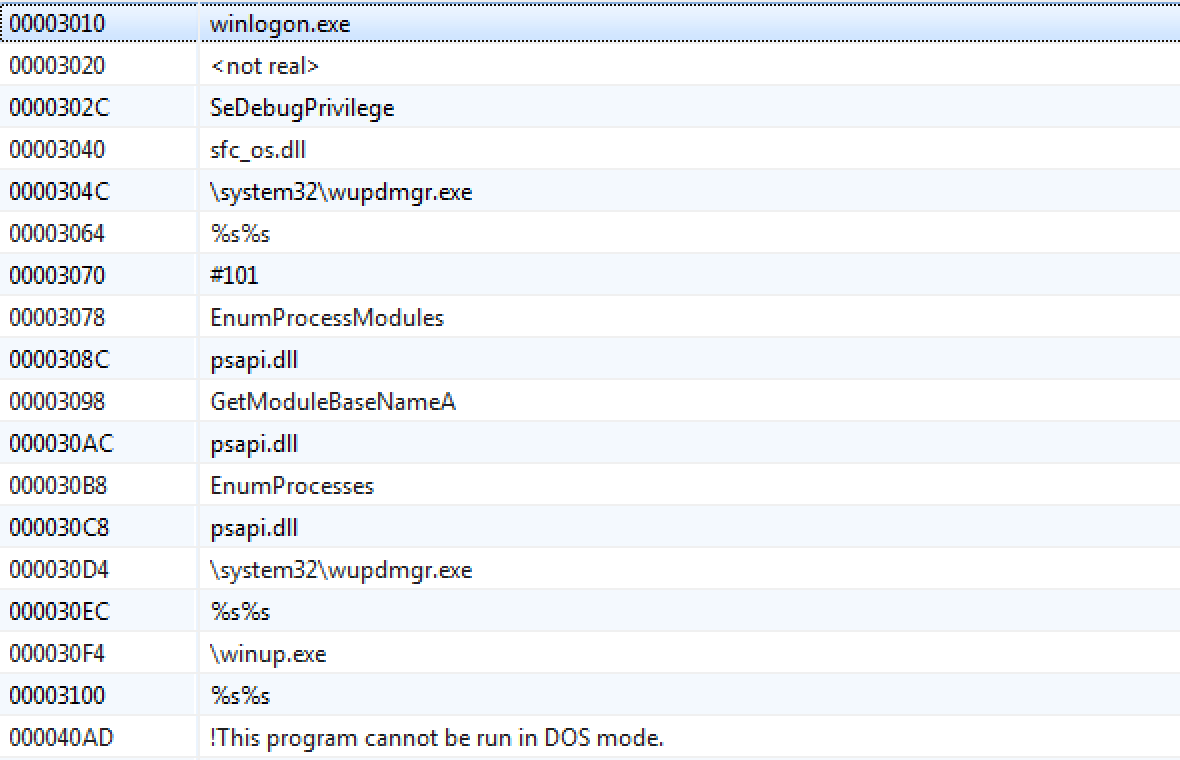 00003010 winlogon.exe
00003020 <not real>
0000302C SeDebugPrivilege
00003040 sfc_os.dll
0000304C \system32\wupdmgr.exe
00003064 %s%s
00003070 #101
00003078 EnumProcessModules
0000308C psapi.dll
00003098 GetModuleBaseNameA
000030AC psapi.dll
000030B8 EnumProcesses
000030C8 psapi.dll
000030D4 \system32\wupdmgr.exe
000030EC %s%s
000030F4 \winup.exe
00003100 %s%s
000040AD !This program cannot be run in DOS mode.